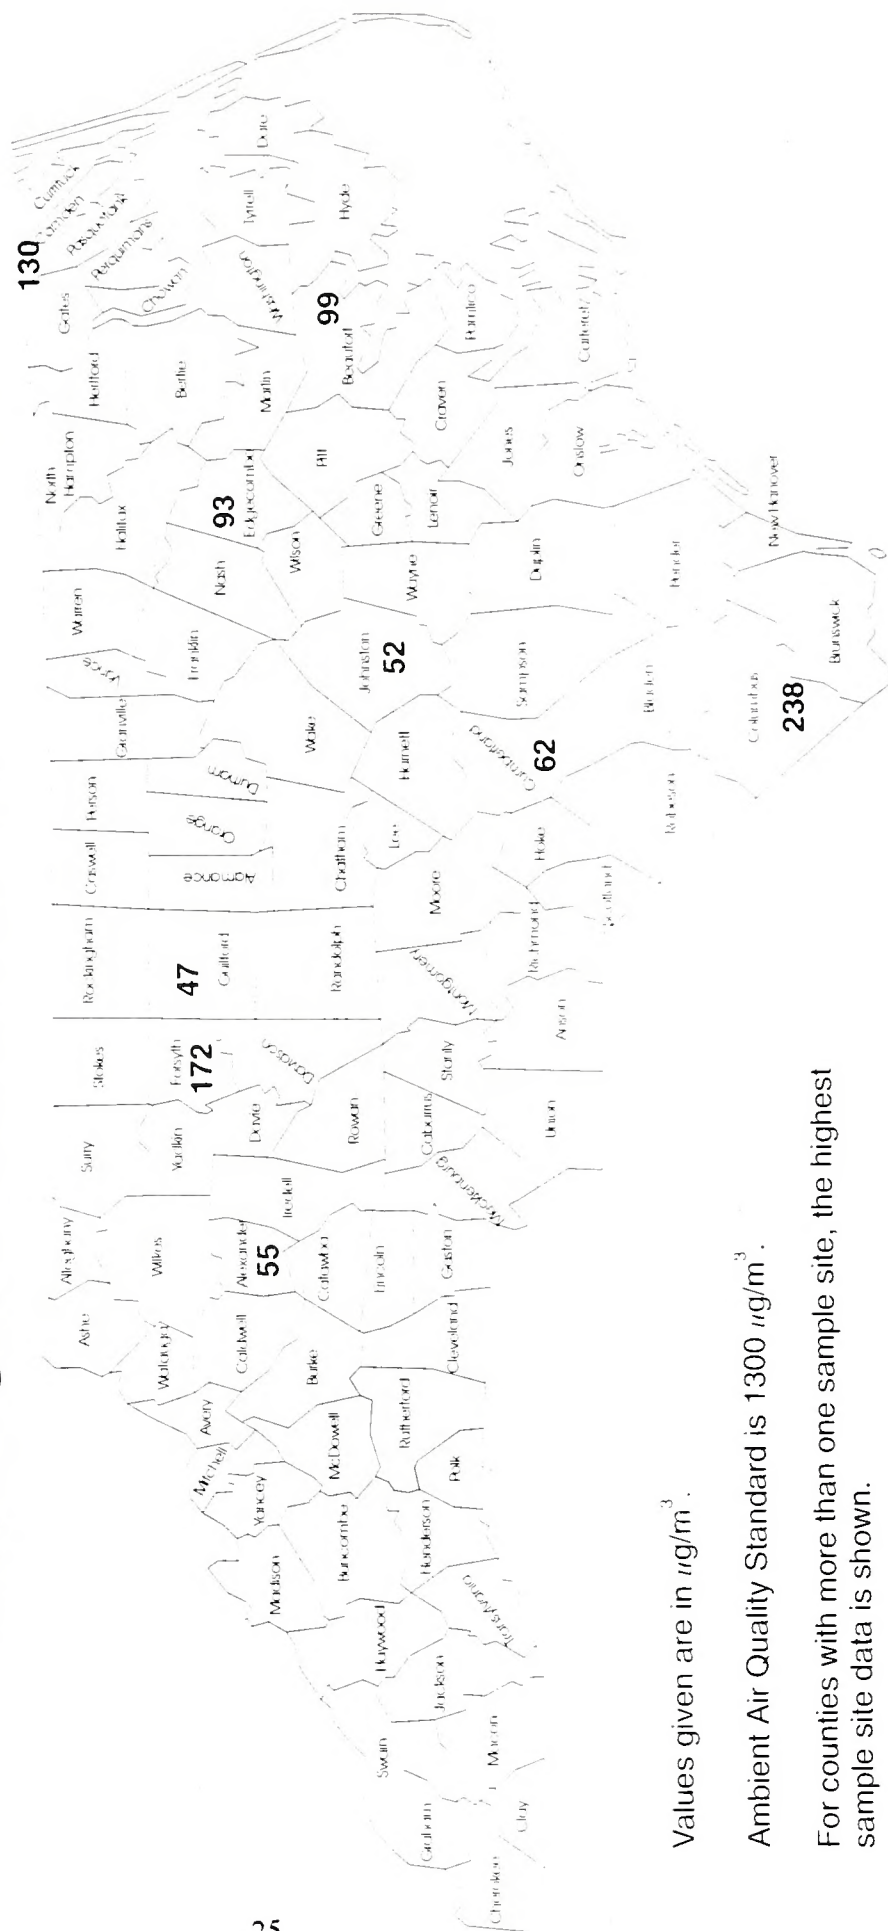 25
130
Currituck
Camden
Pasquotank
Perquimans
Gates
Chowan
Hertford
North
Hampton
Halifax
Warren
Vance
Granville
Person
Caswell
Rockingham
Stokes
Surry
Alleghany
Ashe
Watauga
Wilkes
Yadkin
Forsyth
172
47
Guilford
Alamance
Orange
Durham
Franklin
Nash
93
Edgecombe
Martin
Bertie
Washington
Tyrrell
Dare
Hyde
99
Beaufort
Pitt
Wilson
Wake
Johnston
52
Chatham
Randolph
Davidson
Davie
Iredell
Alexander
55
Caldwell
Avery
Mitchell
Yancey
Madison
Buncombe
McDowell
Burke
Catawba
Rowan
Lincoln
Cabarrus
Stanly
Montgomery
Moore
Lee
Harnett
Wayne
Greene
Lenoir
Craven
Pamlico
Carteret
Jones
Onslow
Duplin
Sampson
Cumberland
62
Hoke
Scotland
Richmond
Anson
Union
Mecklenburg
Gaston
Cleveland
Rutherford
Polk
Henderson
Transylvania
Haywood
Jackson
Swain
Macon
Graham
Clay
Cherokee
Robeson
Bladen
Pender
New Hanover
Columbus
238
Brunswick
Values given are in ug/m³.
Ambient Air Quality Standard is 1300 ug/m³.
For counties with more than one sample site, the highest
sample site data is shown.